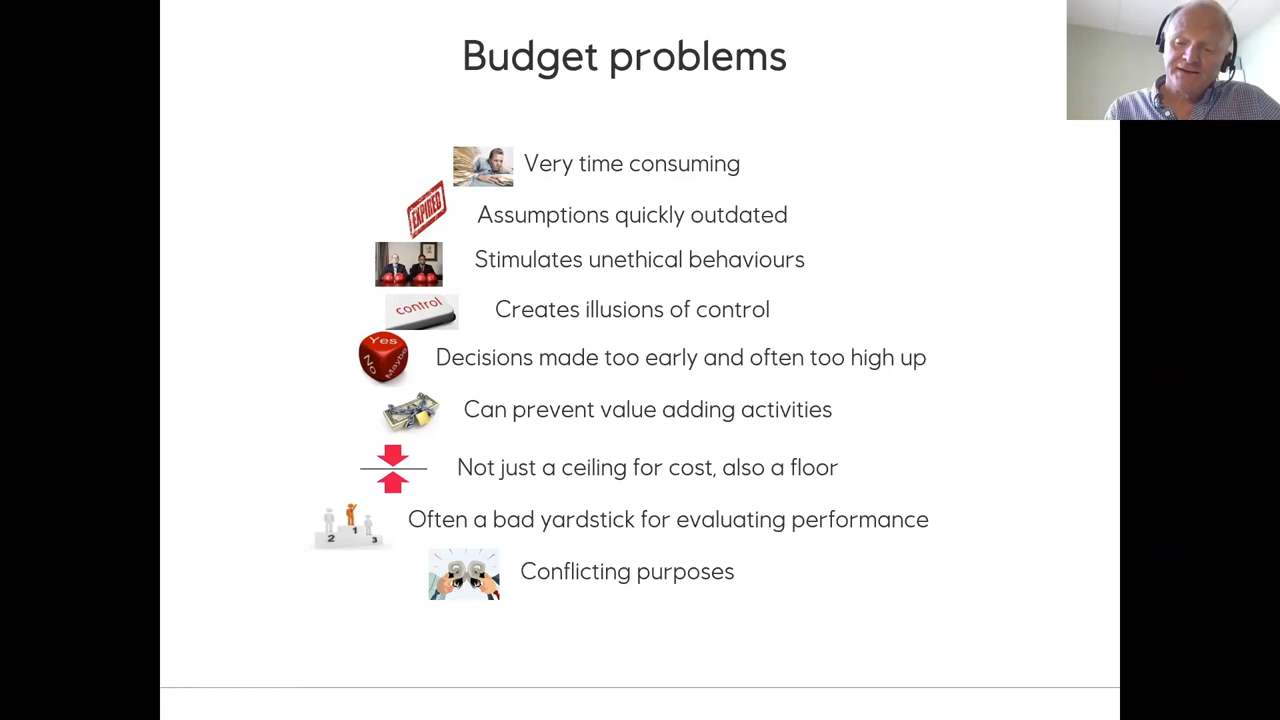 Budget problems
Very time consuming
EXPIRED
Assumptions quickly outdated
Stimulates unethical behaviours
control
Creates illusions of control
Yes
No
Maybe
Decisions made too early and often too high up
Can prevent value adding activities
Not just a ceiling for cost, also a floor
2
1
3
Often a bad yardstick for evaluating performance
Conflicting purposes